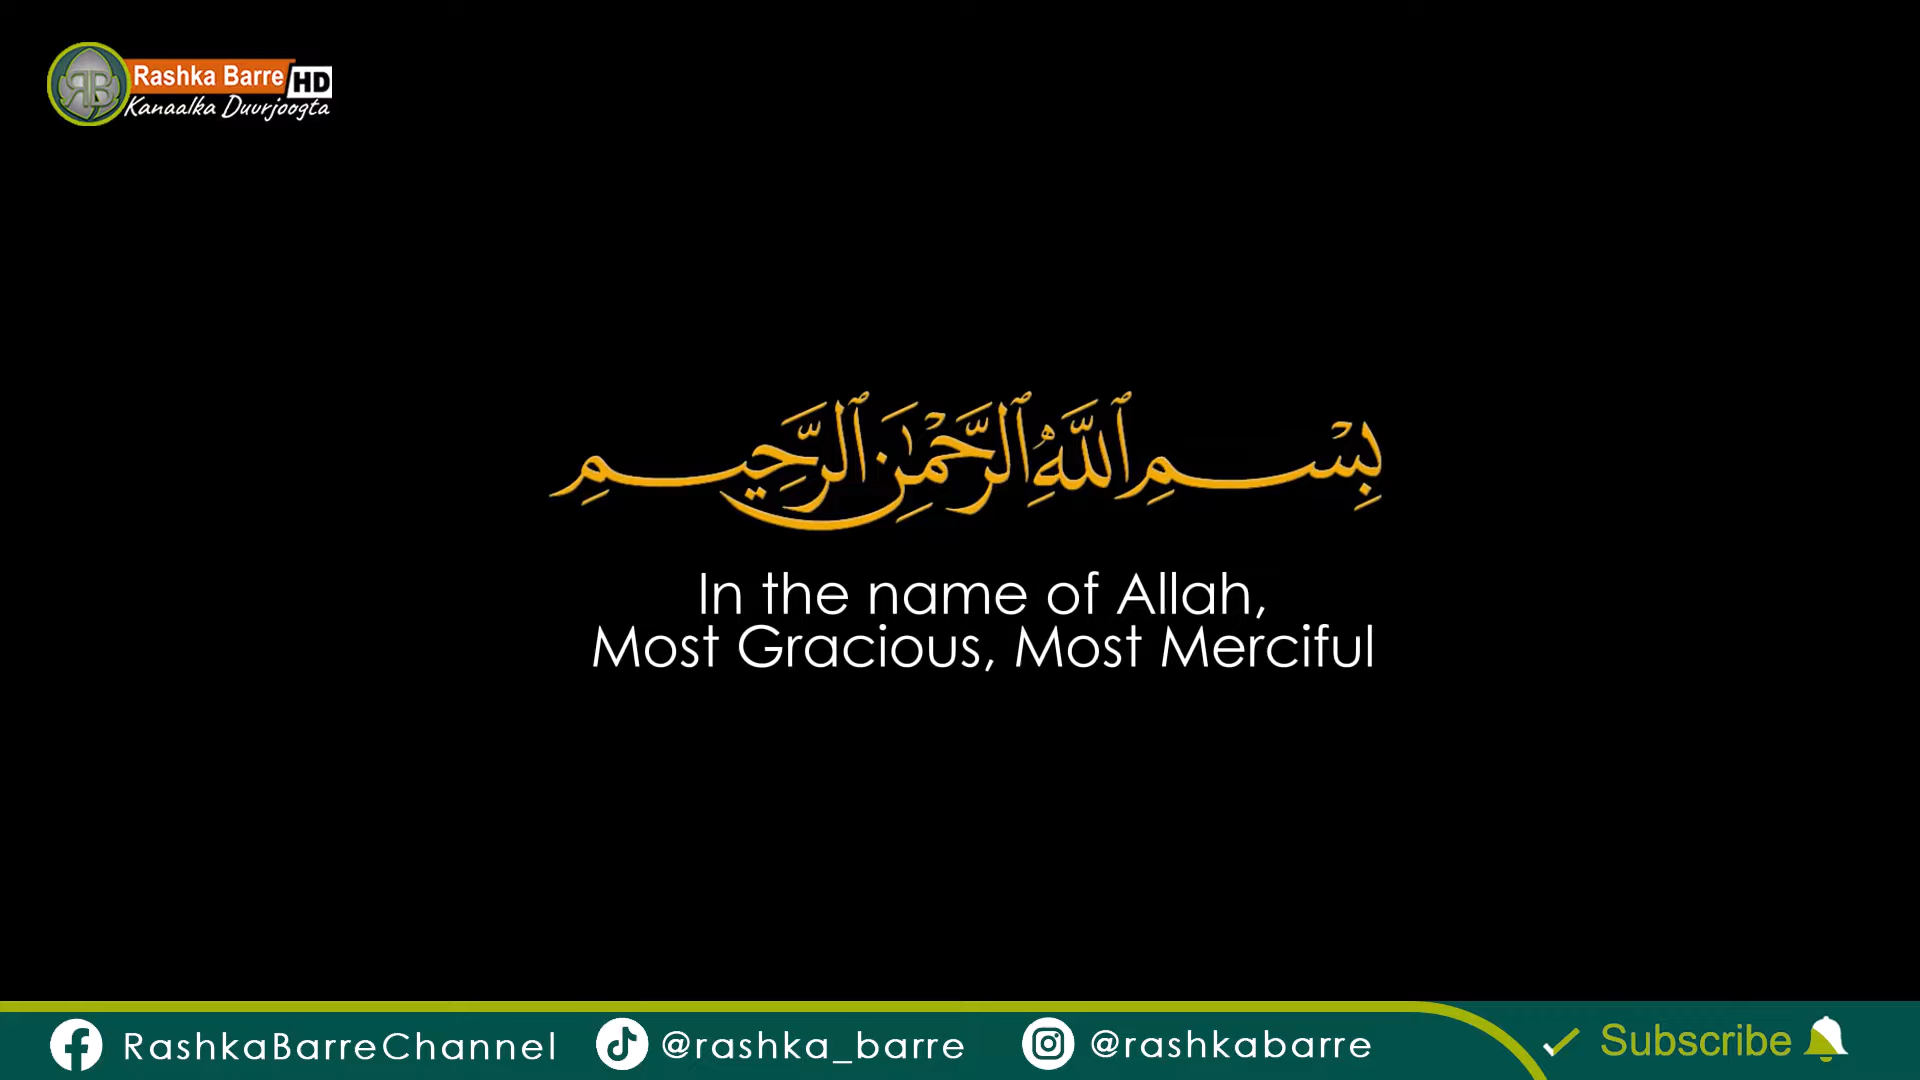 RB
Rashka Barre HD
Kanaalka Duurjoogta
بِسْمِ ٱللَّهِ ٱلرَّحْمَٰنِ ٱلرَّحِيمِ
In the name of Allah,
Most Gracious, Most Merciful
RashkaBarreChannel
@rashka_barre
@rashkabarre
Subscribe